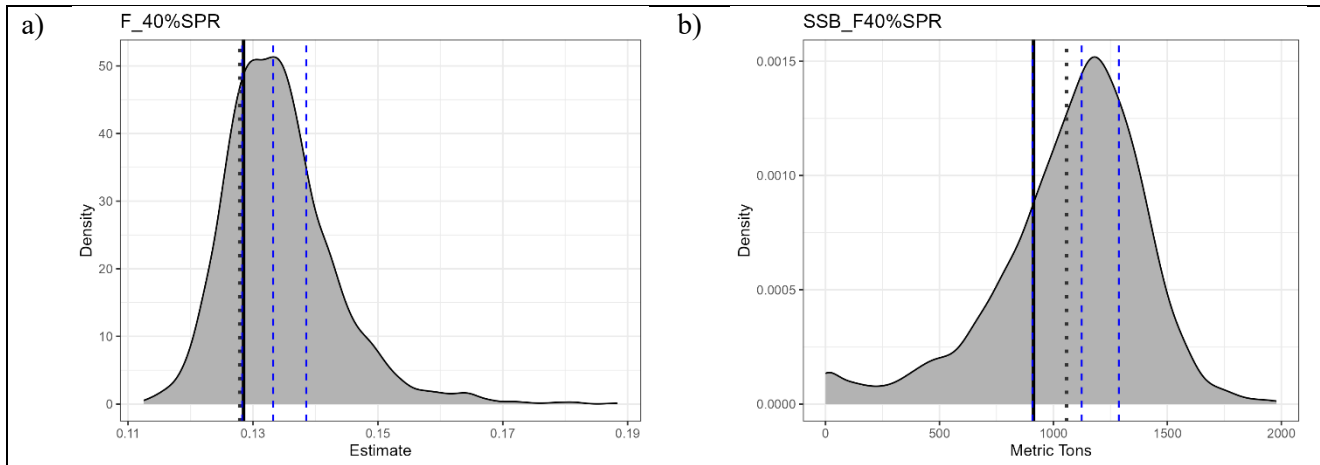 a)
F_40%SPR
Density
50
40
30
20
10
0
0.11 0.13 0.15 0.17 0.19
Estimate
b)
SSB_F40%SPR
Density
0.0015
0.0010
0.0005
0.0000
0 500 1000 1500 2000
Metric Tons